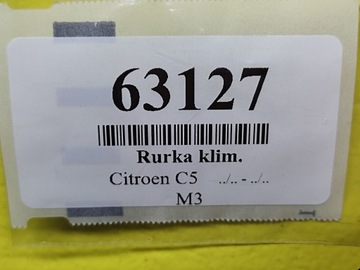 63127
Rurka klim.
Citroen C5 ../.. - ../..
M3